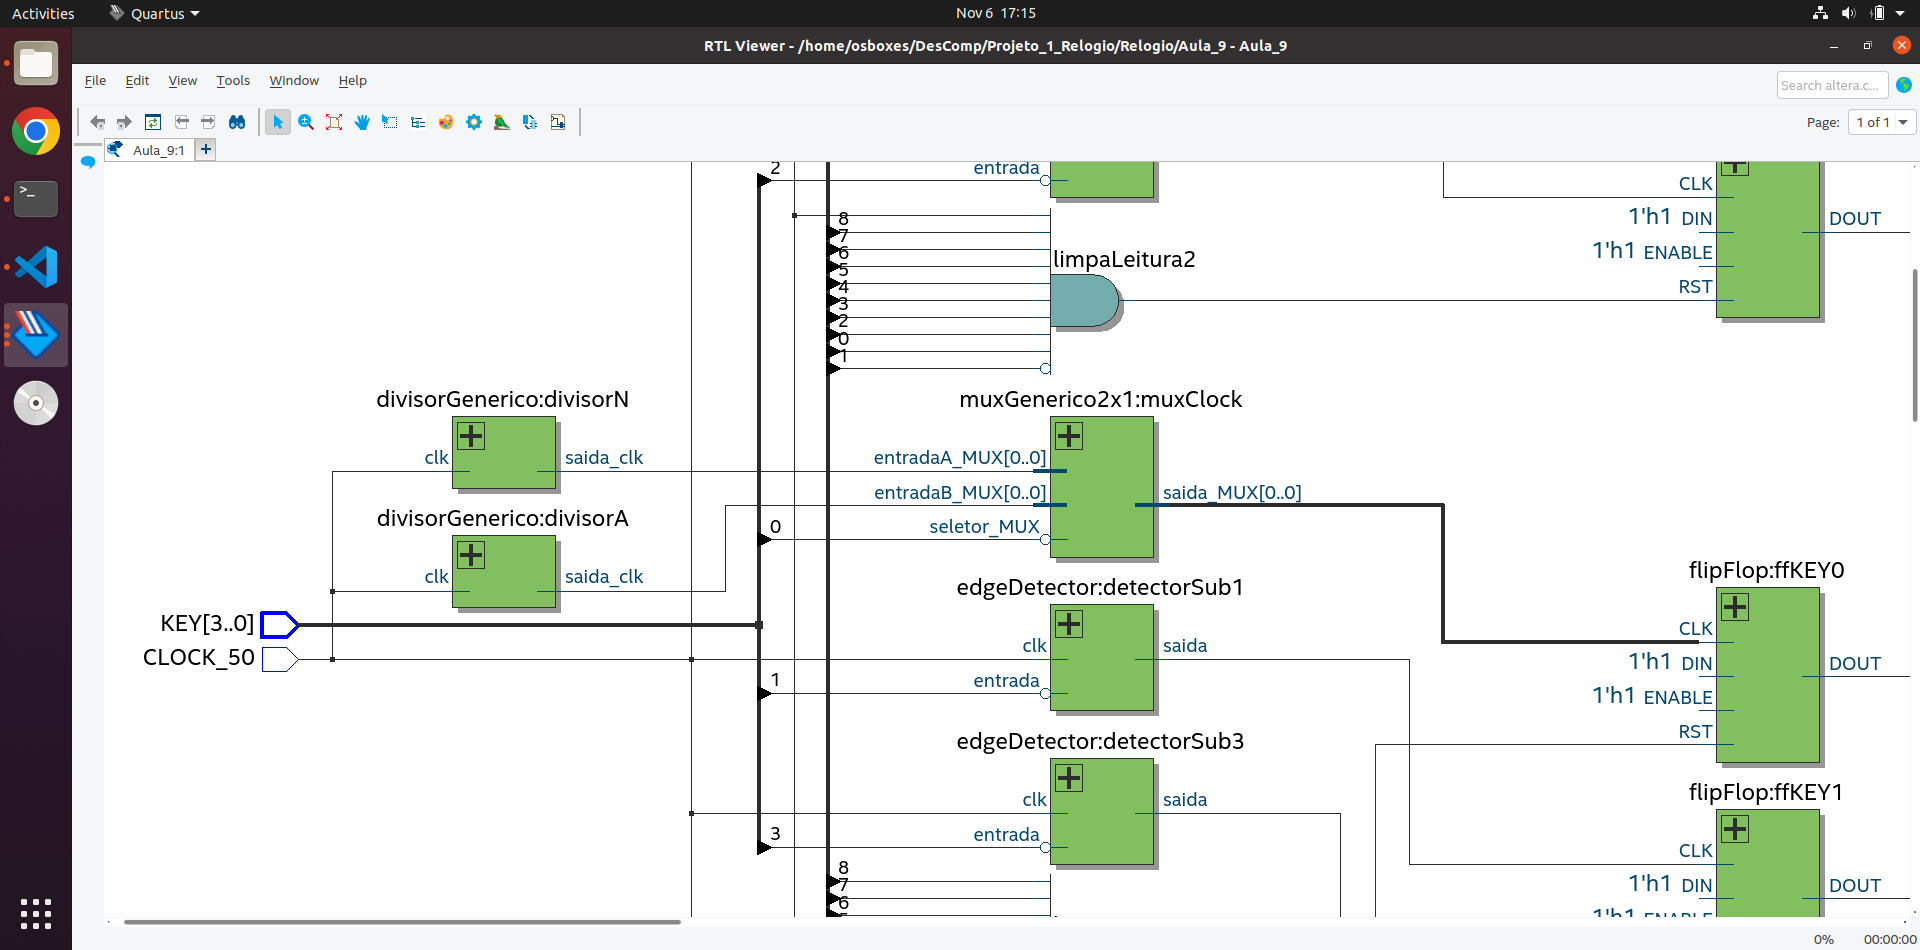 Activities
Quartus
Nov 6 17:15
RTL Viewer - /home/osboxes/DesComp/Projeto_1_Relogio/Relogio/Aula_9 - Aula_9
File Edit View Tools Window Help
Search altera.c...
Page: 1 of 1
Aula_9:1
2
entrada
CLK
1'h1 DIN
DOUT
1'h1 ENABLE
RST
8
7
6
5
4
3
2
0
1
limpaLeitura2
divisorGenerico:divisorN
clk
saida_clk
muxGenerico2x1:muxClock
entradaA_MUX[0..0]
entradaB_MUX[0..0]
saida_MUX[0..0]
0
seletor_MUX
divisorGenerico:divisorA
clk
saida_clk
KEY[3..0]
CLOCK_50
edgeDetector:detectorSub1
clk
saida
1
entrada
flipFlop:ffKEY0
CLK
1'h1 DIN
DOUT
1'h1 ENABLE
RST
edgeDetector:detectorSub3
clk
saida
3
entrada
flipFlop:ffKEY1
CLK
1'h1 DIN
DOUT
1'h1 ENABLE
8
7
6
0%
00:00:00